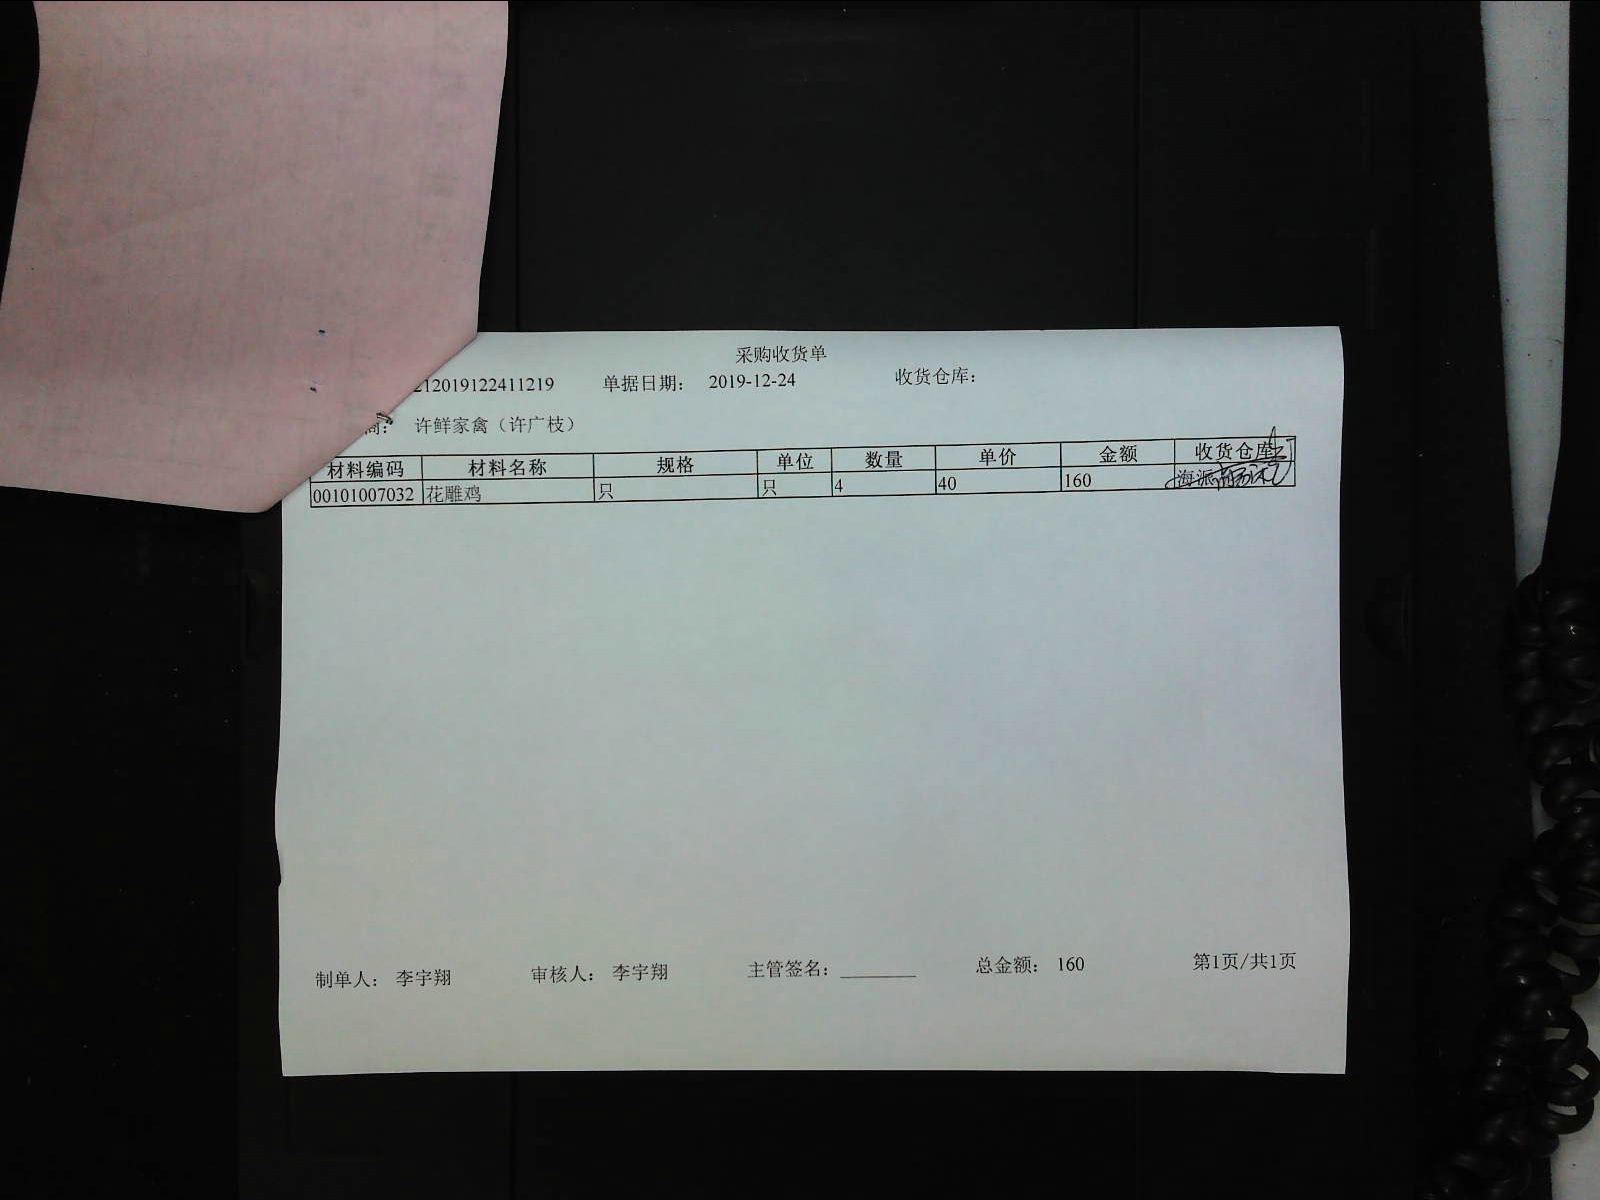 采购收货单
212019122411219 单据日期： 2019-12-24 收货仓库：
商： 许鲜家禽（许广枝）
材料编码 材料名称 规格 单位 数量 单价 金额 收货仓库
00101007032 花雕鸡 只 只 4 40 160 海派
制单人： 李宇翔 审核人： 李宇翔 主管签名： ________ 总金额： 160 第1页/共1页